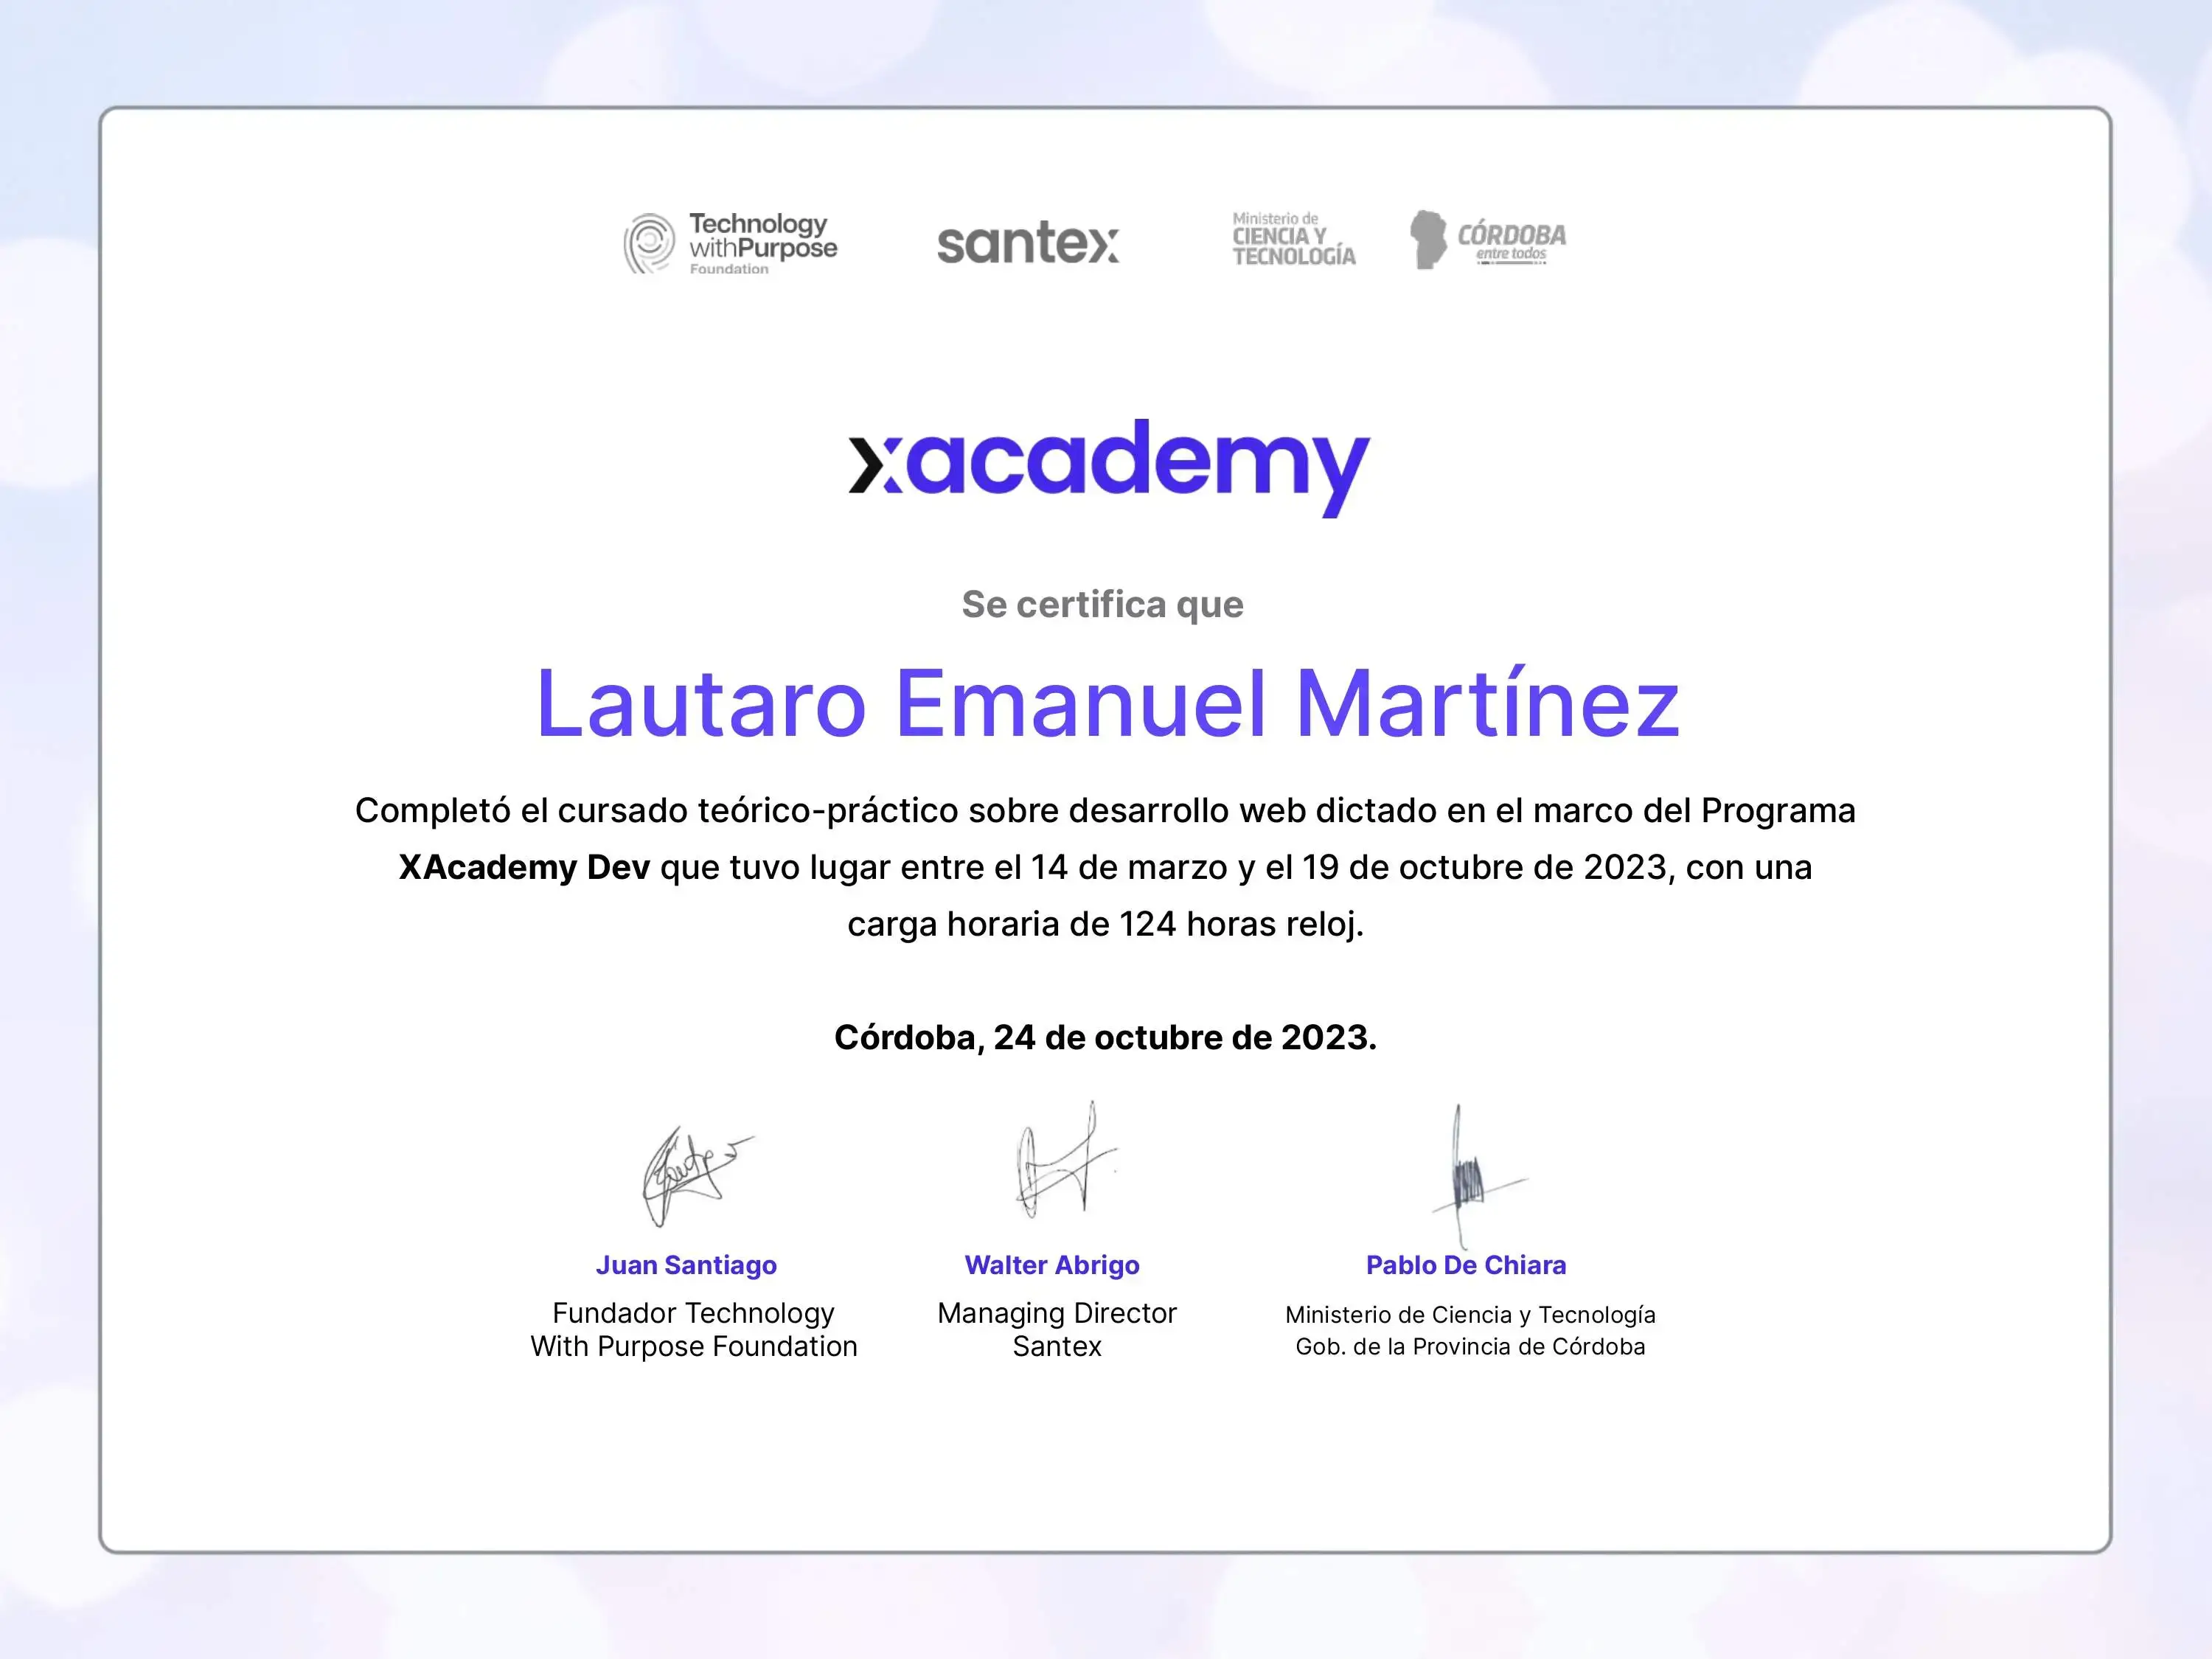 Technology
withPurpose
Foundation
santex
Ministerio de
CIENCIA Y
TECNOLOGÍA
CÓRDOBA
entre todos
xacademy
Se certifica que
Lautaro Emanuel Martínez
Completó el cursado teórico-práctico sobre desarrollo web dictado en el marco del Programa
XAcademy Dev que tuvo lugar entre el 14 de marzo y el 19 de octubre de 2023, con una
carga horaria de 124 horas reloj.
Córdoba, 24 de octubre de 2023.
Juan Santiago
Fundador Technology
With Purpose Foundation
Walter Abrigo
Managing Director
Santex
Pablo De Chiara
Ministerio de Ciencia y Tecnología
Gob. de la Provincia de Córdoba